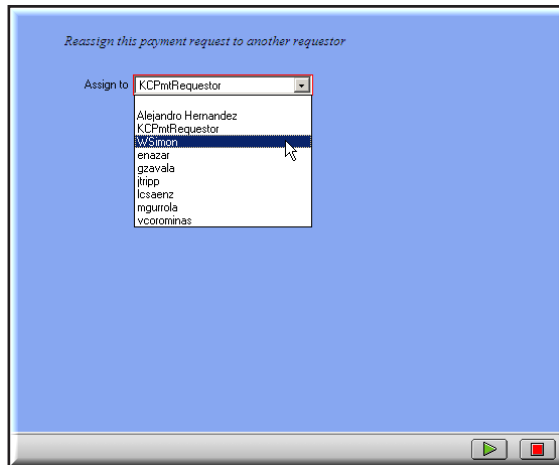 Reassign this payment request to another requestor
Assign to KCPmtRequestor
Alejandro Hernandez
KCPmtRequestor
WSimon
enazar
gzavala
jtripp
lcsaenz
mgurrola
vcorominas